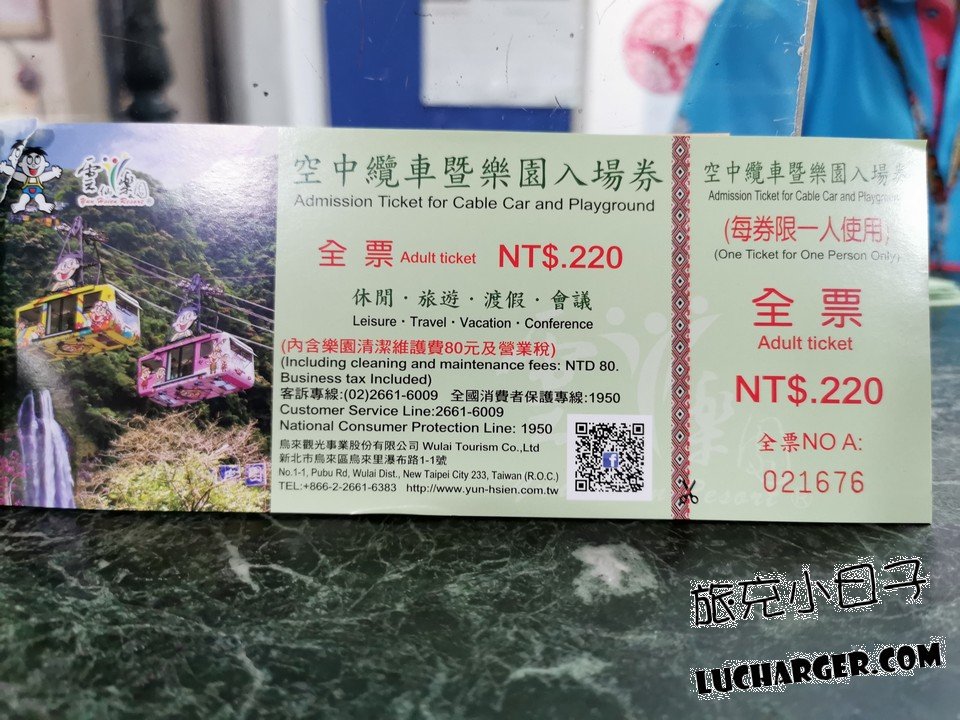 雲仙樂園
Yun Hsien Resort
空中纜車暨樂園入場券
Admission Ticket for Cable Car and Playground
全票 Adult ticket NT$.220
休閒·旅遊·渡假·會議
Leisure·Travel·Vacation·Conference
(內含樂園清潔維護費80元及營業稅)
(Including cleaning and maintenance fees: NTD 80.
Business tax Included)
客訴專線:(02)2661-6009 全國消費者保護專線:1950
Customer Service Line:2661-6009
National Consumer Protection Line: 1950
烏來觀光事業股份有限公司 Wulai Tourism Co.,Ltd
新北市烏來區烏來里瀑布路1-1號
No.1-1, Pubu Rd, Wulai Dist., New Taipei City 233, Taiwan (R.O.C.)
TEL:+866-2-2661-6383 http://www.yun-hsien.com.tw
空中纜車暨樂園入場券
Admission Ticket for Cable Car and Playground
(每券限一人使用)
(One Ticket for One Person Only)
全票
Adult ticket
NT$.220
全票NO A:
021676
旅充小日子
LUCHARGER.COM